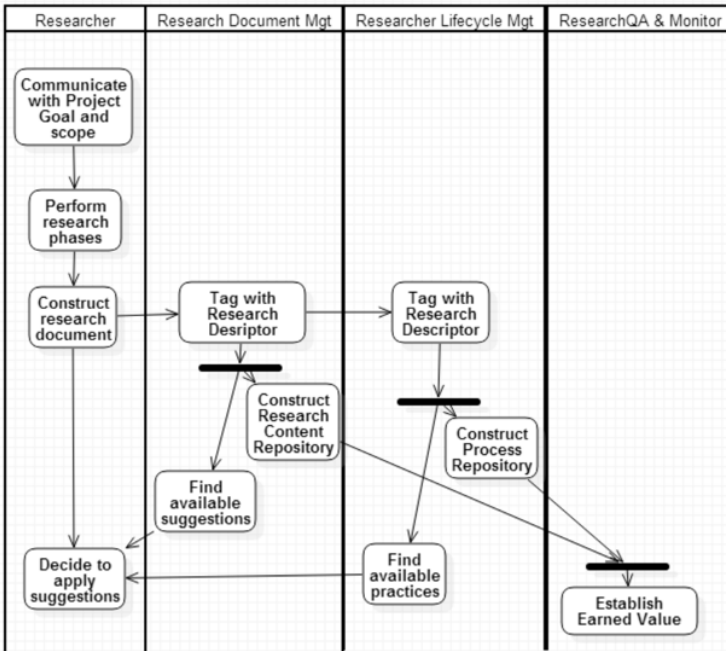 Researcher
Research Document Mgt
Researcher Lifecycle Mgt
ResearchQA & Monitor
Communicate
with Project
Goal and
scope
Perform
research
phases
Construct
research
document
Tag with
Research
Desriptor
Tag with
Research
Descriptor
Construct
Research
Content
Repository
Construct
Process
Repository
Find
available
suggestions
Decide to
apply
suggestions
Find
available
practices
Establish
Earned Value